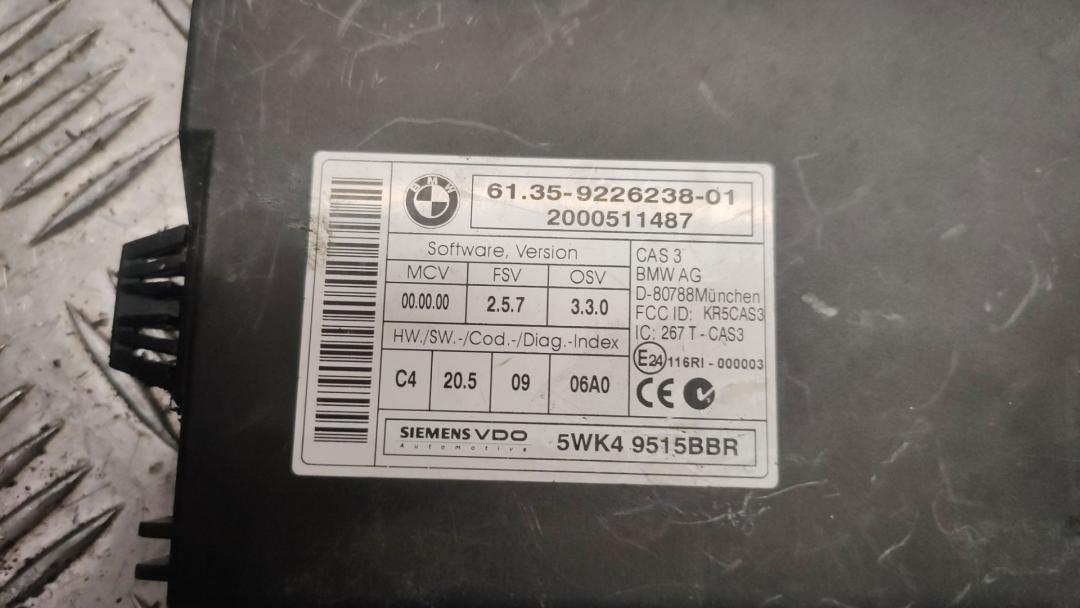 BMW
61.35-9226238-01
2000511487
Software, Version
MCV FSV OSV
00.00.00 2.5.7 3.3.0
HW./SW.-/Cod.-/Diag.-Index
C4 20.5 09 06A0
CAS 3
BMW AG
D-80788München
FCC ID: KR5CAS3
IC: 267 T - CAS3
E24 116RI - 000003
CE
SIEMENS VDO
Automotive
5WK4 9515BBR